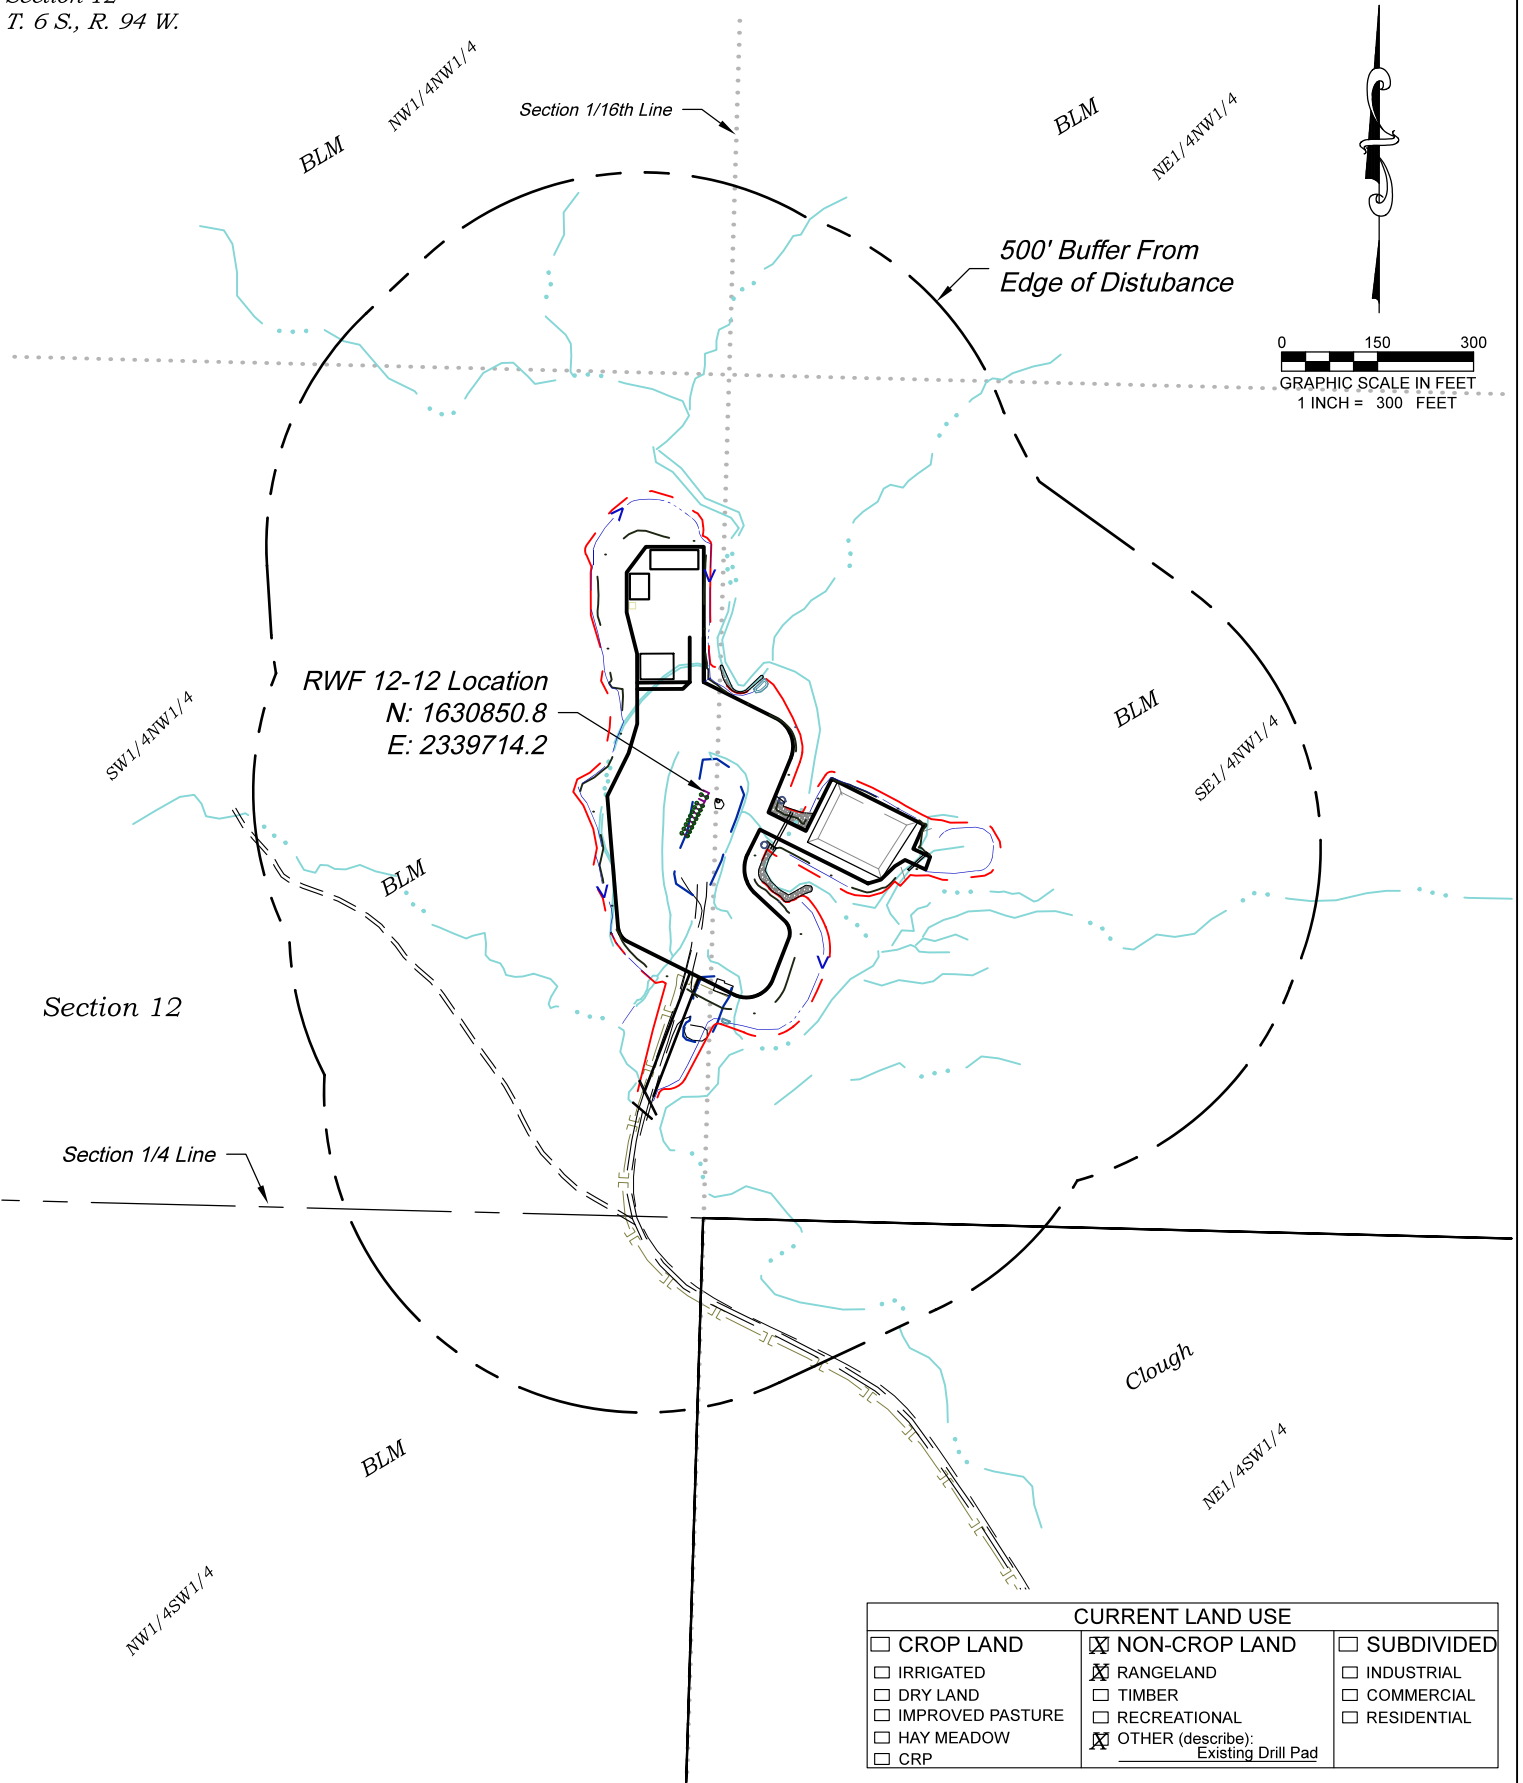 T. 6 S., R. 94 W.
NW1/4NW1/4
BLM
Section 1/16th Line
BLM
NE1/4NW1/4
500' Buffer From
Edge of Distubance
0 150 300
GRAPHIC SCALE IN FEET
1 INCH = 300 FEET
RWF 12-12 Location
N: 1630850.8
E: 2339714.2
SW1/4NW1/4
BLM
SE1/4NW1/4
BLM
Section 12
Section 1/4 Line
Clough
BLM
NE1/4SW1/4
NW1/4SW1/4
CURRENT LAND USE
CROP LAND
IRRIGATED
DRY LAND
IMPROVED PASTURE
HAY MEADOW
CRP
X NON-CROP LAND
X RANGELAND
TIMBER
RECREATIONAL
X OTHER (describe):
Existing Drill Pad
SUBDIVIDED
INDUSTRIAL
COMMERCIAL
RESIDENTIAL